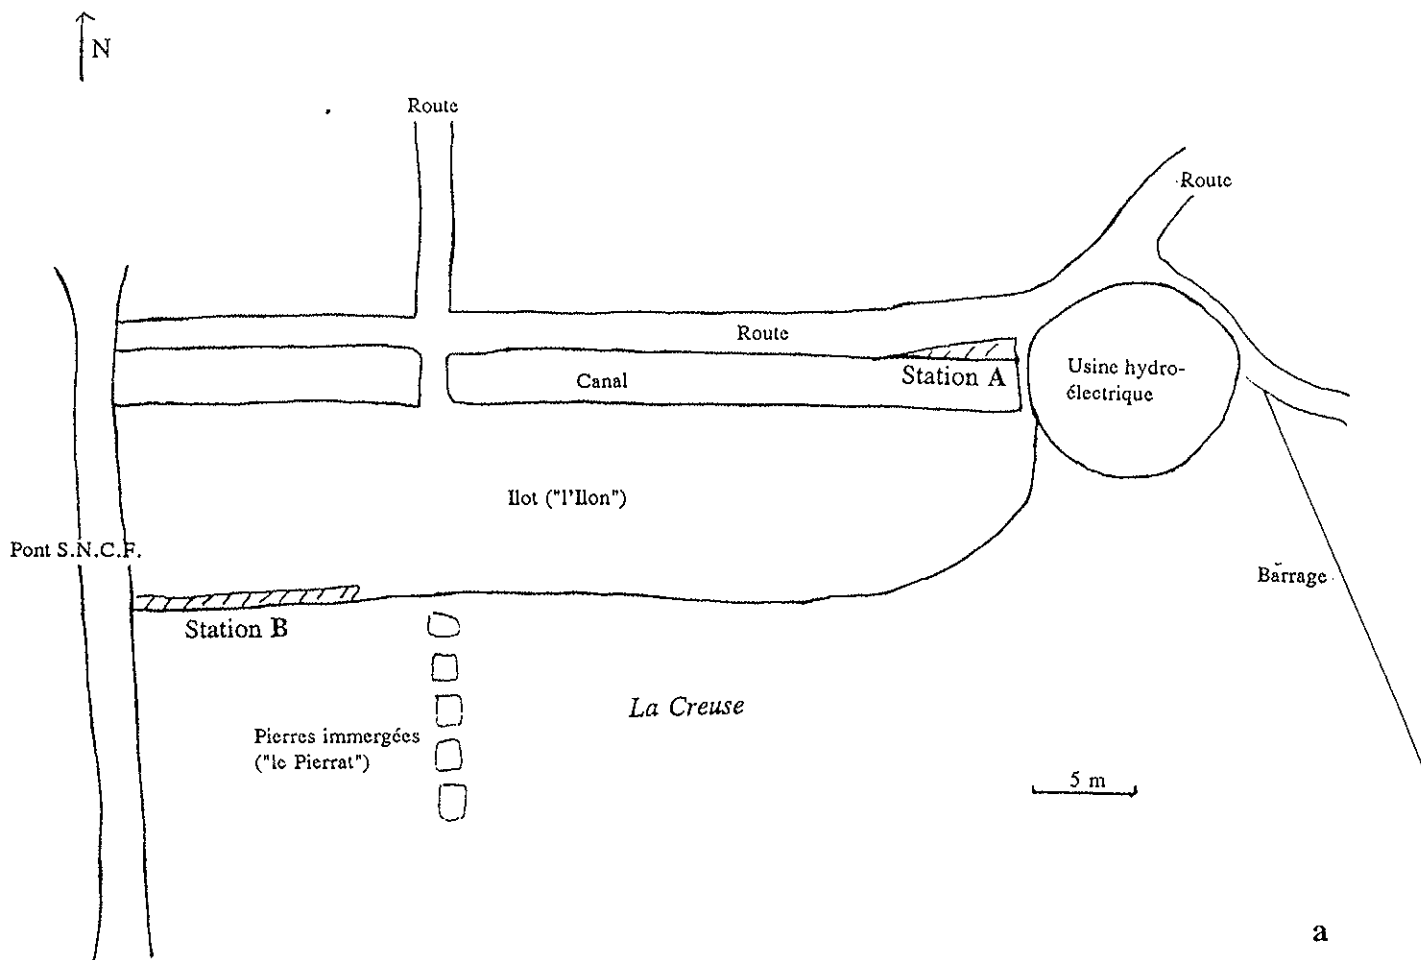 N
Route
Route
Route
Station A
Canal
Usine hydro-
électrique
Ilot ("l'Ilon")
Pont S.N.C.F.
Barrage
Station B
La Creuse
Pierres immergées
("le Pierrat")
5 m
a